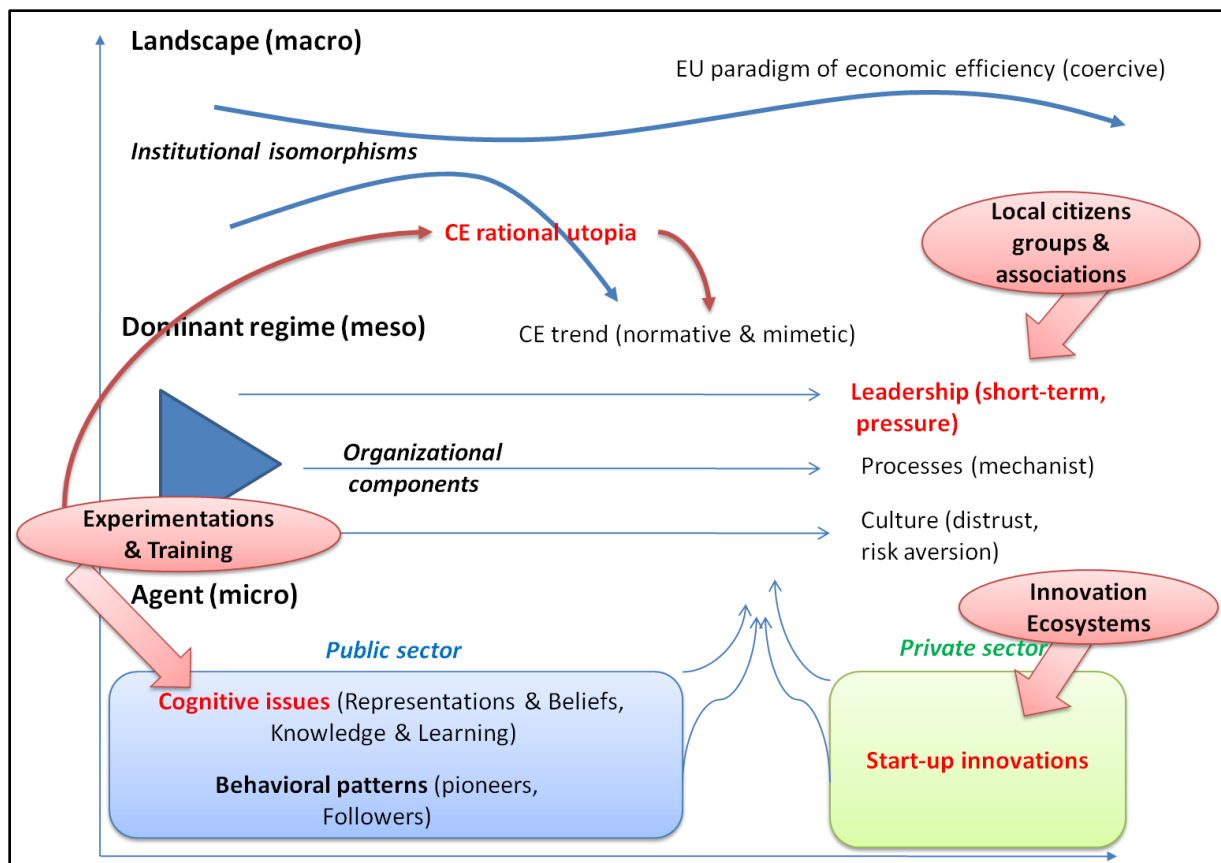 Landscape (macro)
EU paradigm of economic efficiency (coercive)
Institutional isomorphisms
Local citizens
groups &
associations
CE rational utopia
Dominant regime (meso)
CE trend (normative & mimetic)
Leadership (short-term,
pressure)
Organizational
components
Processes (mechanist)
Experimentations
& Training
Culture (distrust,
risk aversion)
Agent (micro)
Innovation
Ecosystems
Public sector
Private sector
Cognitive issues (Representations & Beliefs,
Knowledge & Learning)
Start-up innovations
Behavioral patterns (pioneers,
Followers)